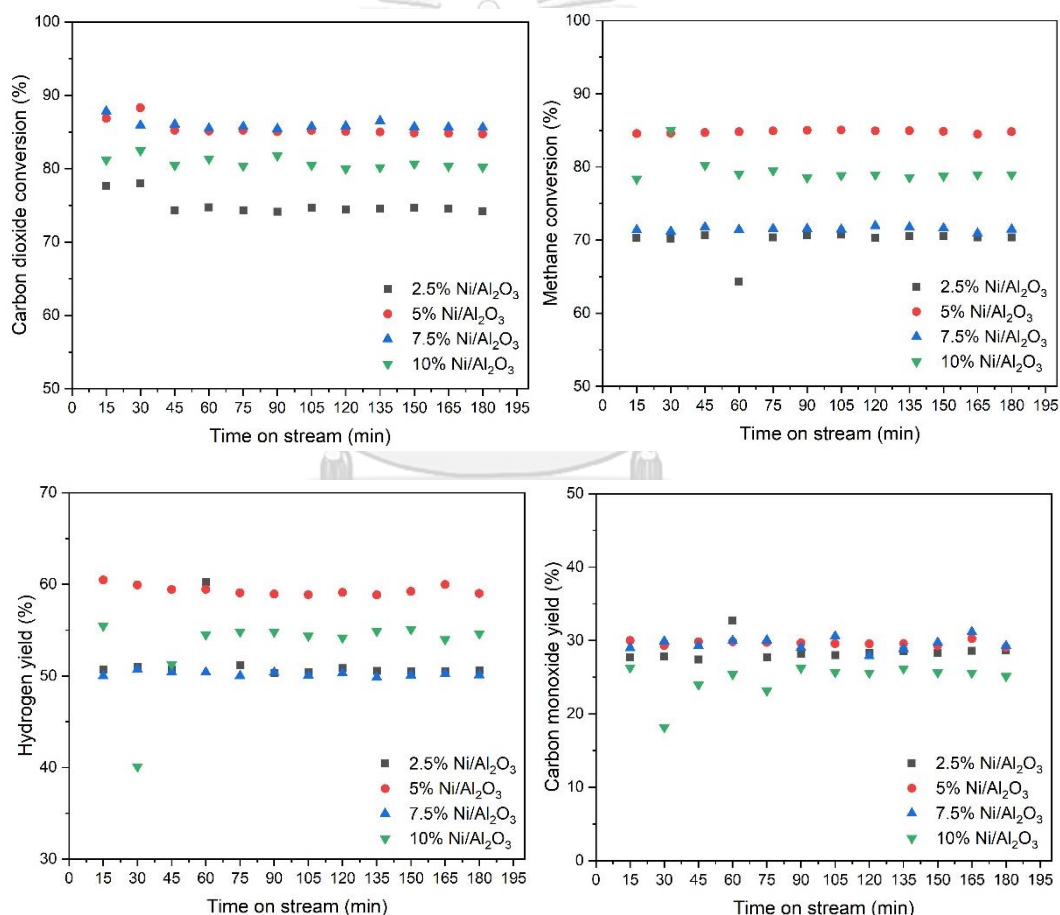 Carbon dioxide conversion (%)
100
90
80
70
60
50
2.5% Ni/Al₂O₃
5% Ni/Al₂O₃
7.5% Ni/Al₂O₃
10% Ni/Al₂O₃
0 15 30 45 60 75 90 105 120 135 150 165 180 195
Time on stream (min)
Methane conversion (%)
100
90
80
70
60
50
2.5% Ni/Al₂O₃
5% Ni/Al₂O₃
7.5% Ni/Al₂O₃
10% Ni/Al₂O₃
0 15 30 45 60 75 90 105 120 135 150 165 180 195
Time on stream (min)
Hydrogen yield (%)
70
60
50
40
30
2.5% Ni/Al₂O₃
5% Ni/Al₂O₃
7.5% Ni/Al₂O₃
10% Ni/Al₂O₃
0 15 30 45 60 75 90 105 120 135 150 165 180 195
Time on stream (min)
Carbon monoxide yield (%)
50
40
30
20
10
0
2.5% Ni/Al₂O₃
5% Ni/Al₂O₃
7.5% Ni/Al₂O₃
10% Ni/Al₂O₃
0 15 30 45 60 75 90 105 120 135 150 165 180 195
Time on stream (min)